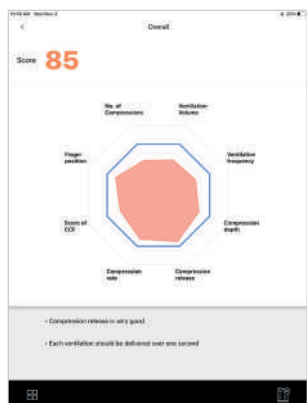 Overall
Score 85
No. of
Compressions
Ventilation
Volume
Finger
position
Ventilation
frequency
Score of
CCF
Compression
depth
Compression
rate
Compression
release
• Compression release is very good
• Each ventilation should be delivered over one second